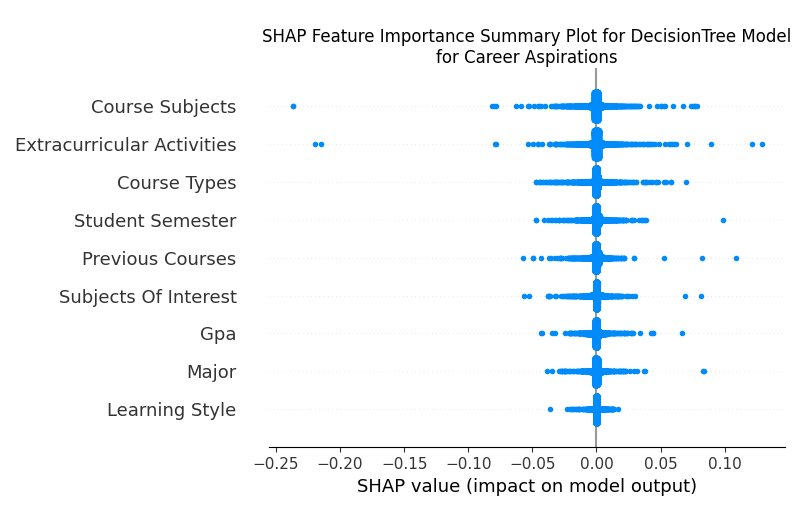 SHAP Feature Importance Summary Plot for DecisionTree Model
for Career Aspirations
Course Subjects
Extracurricular Activities
Course Types
Student Semester
Previous Courses
Subjects Of Interest
Gpa
Major
Learning Style
−0.25 −0.20 −0.15 −0.10 −0.05 0.00 0.05 0.10
SHAP value (impact on model output)